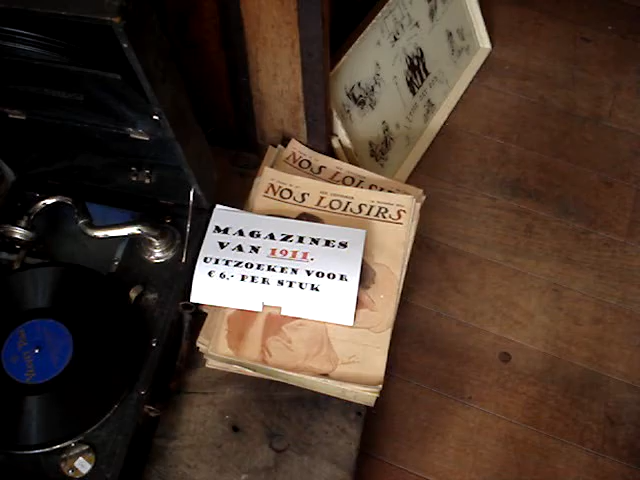 NOS LOISIRS
NOS LOISIRS
MAGAZINES
VAN 1911.
UITZOEKEN VOOR
€ 6,- PER STUK